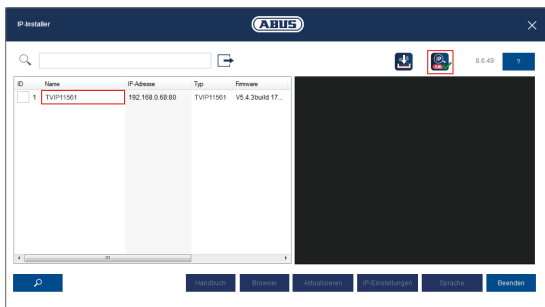 IP-Installer
ABUS
8.6.49
?
ID Name IP-Adresse Typ Firmware
1 TVIP11561 192.168.0.68:80 TVIP11561 V5.4.3build 17...
Handbuch Browser Aktualisieren IP-Einstellungen Sprache Beenden